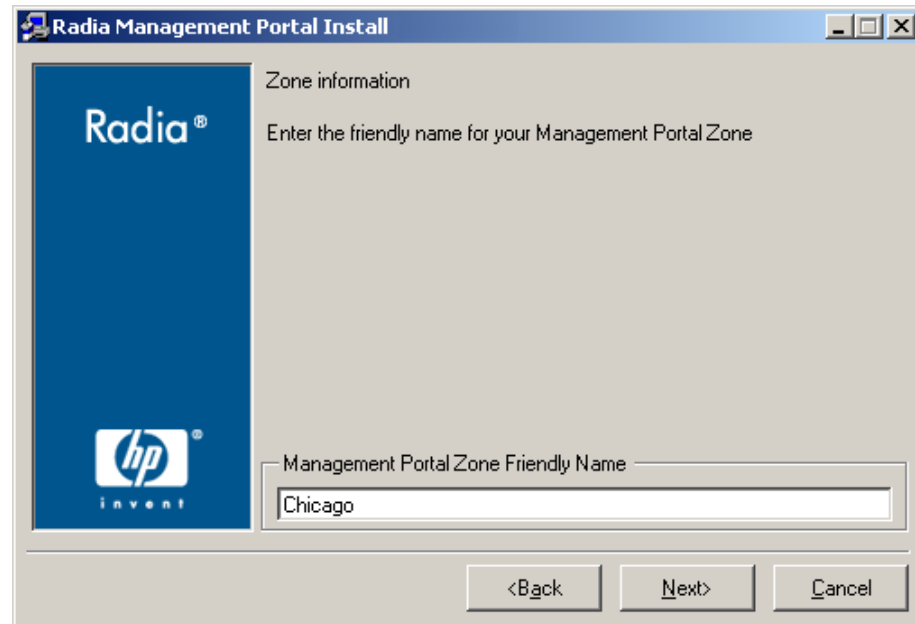 Radia Management Portal Install
Radia®
Zone information
Enter the friendly name for your Management Portal Zone
hp®
invent
Management Portal Zone Friendly Name
Chicago
<Back
Next>
Cancel